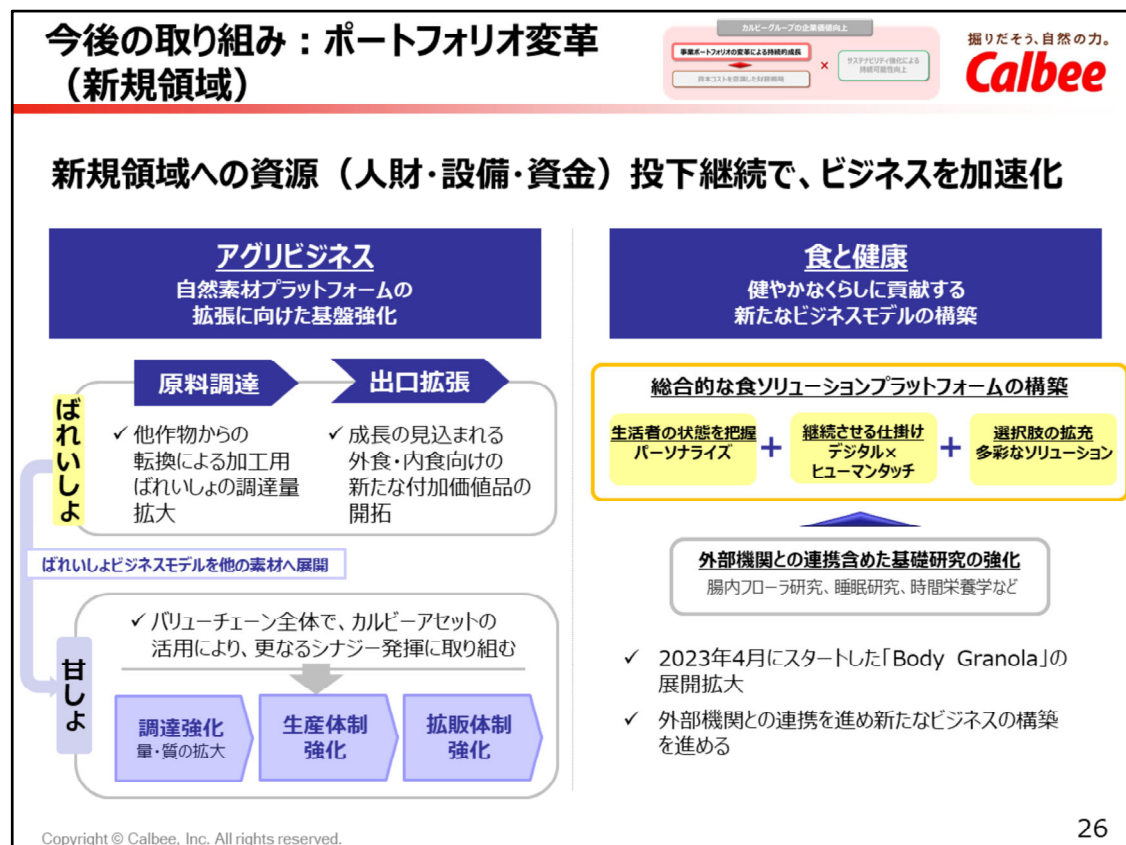 今後の取り組み：ポートフォリオ変革
（新規領域）
カルビーグループの企業価値向上
事業ポートフォリオの変革による持続的成長
資本コストを意識した財務戦略
×
サステナビリティ強化による
持続可能性向上
掘りだそう、自然の力。
Calbee
新規領域への資源（人財・設備・資金）投下継続で、ビジネスを加速化
アグリビジネス
自然素材プラットフォームの
拡張に向けた基盤強化
原料調達
出口拡張
ばれいしょ
✓ 他作物からの
転換による加工用
ばれいしょの調達量
拡大
✓ 成長の見込まれる
外食・内食向けの
新たな付加価値品の
開拓
ばれいしょビジネスモデルを他の素材へ展開
甘しょ
✓ バリューチェーン全体で、カルビーアセットの
活用により、更なるシナジー発揮に取り組む
調達強化
量・質の拡大
生産体制
強化
拡販体制
強化
食と健康
健やかなくらしに貢献する
新たなビジネスモデルの構築
総合的な食ソリューションプラットフォームの構築
生活者の状態を把握
パーソナライズ
+
継続させる仕掛け
デジタル×
ヒューマンタッチ
+
選択肢の拡充
多彩なソリューション
外部機関との連携含めた基礎研究の強化
腸内フローラ研究、睡眠研究、時間栄養学など
✓ 2023年4月にスタートした「Body Granola」の
展開拡大
✓ 外部機関との連携を進め新たなビジネスの構築
を進める
Copyright © Calbee, Inc. All rights reserved.
26